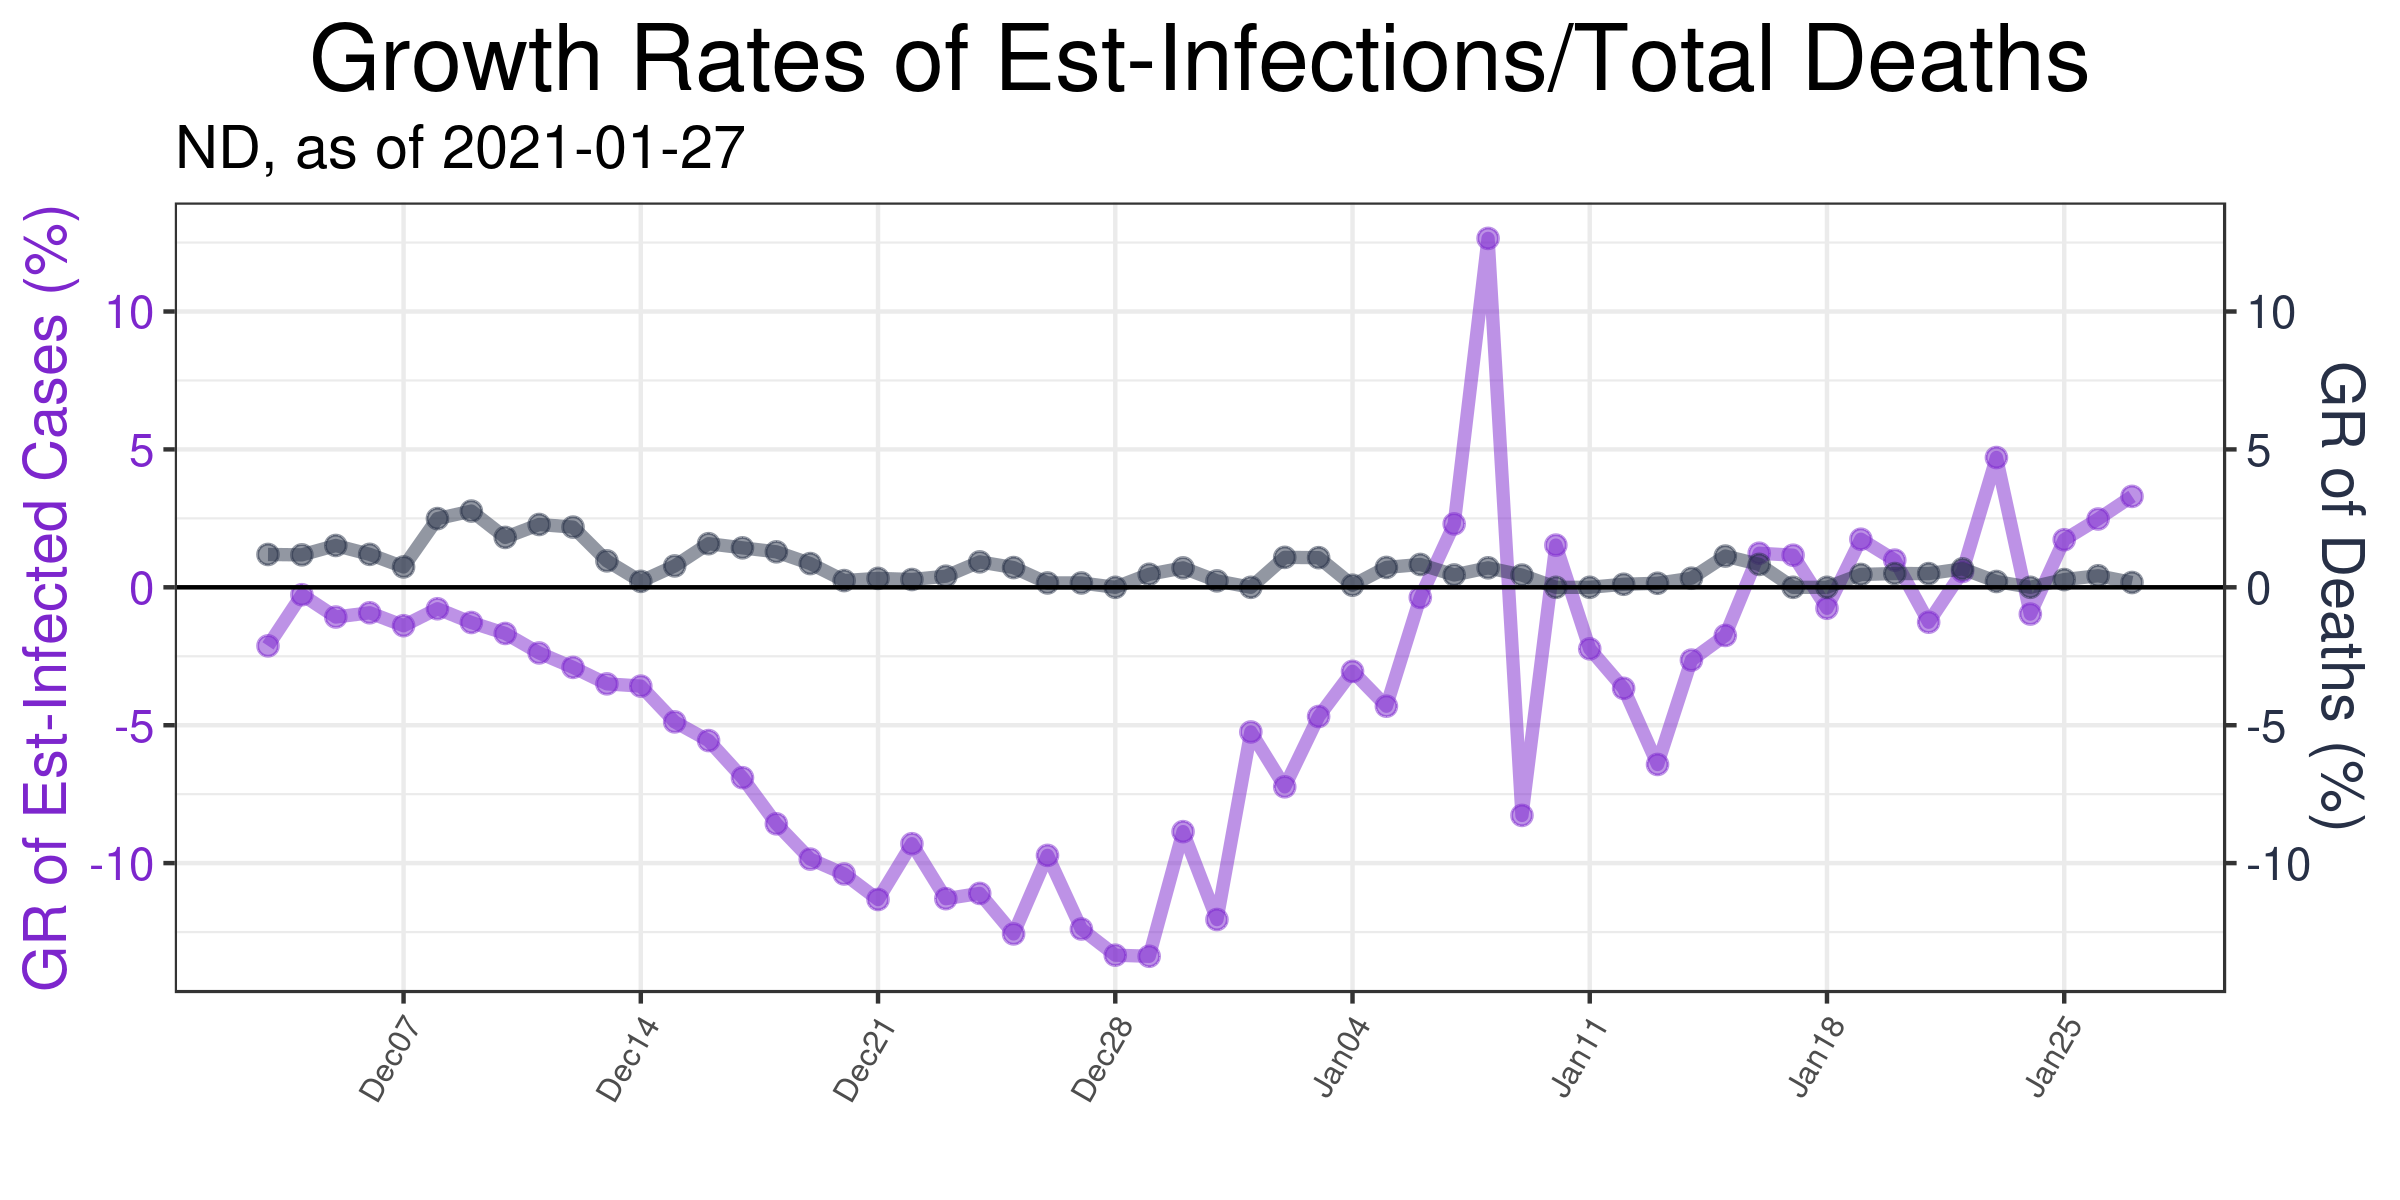 Growth Rates of Est-Infections/Total Deaths
ND, as of 2021-01-27
GR of Est-Infected Cases (%)
10
5
0
-5
-10
10
5
0
-5
-10
GR of Deaths (%)
Dec07
Dec14
Dec21
Dec28
Jan04
Jan11
Jan18
Jan25